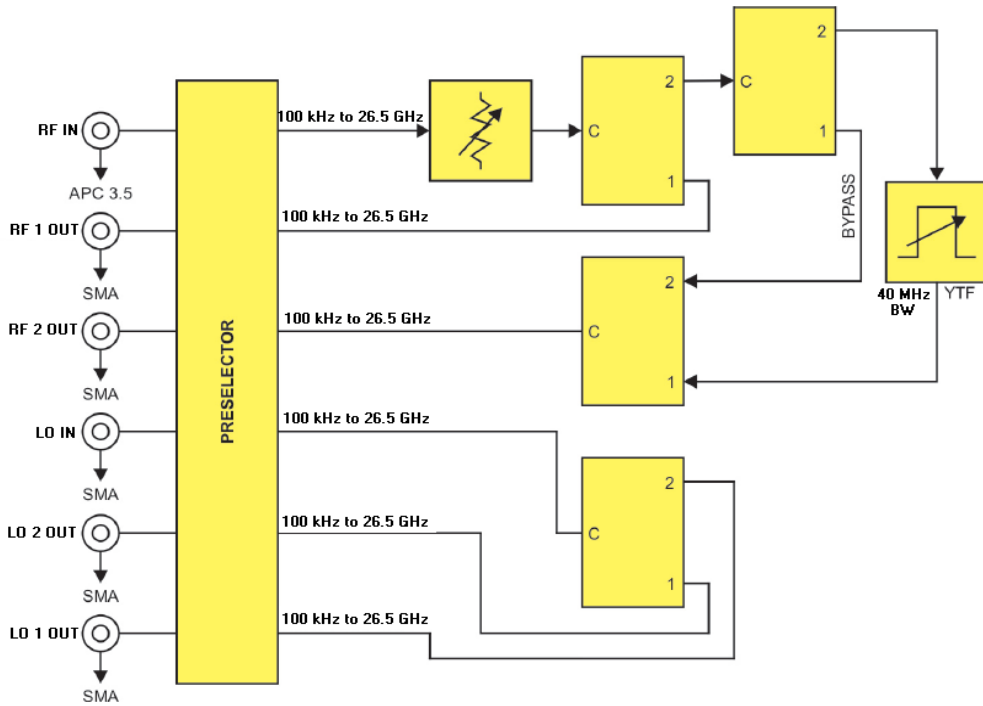 RF IN
APC 3.5
RF 1 OUT
SMA
RF 2 OUT
SMA
LO IN
SMA
LO 2 OUT
SMA
LO 1 OUT
SMA
PRESELECTOR
100 kHz to 26.5 GHz
100 kHz to 26.5 GHz
100 kHz to 26.5 GHz
100 kHz to 26.5 GHz
100 kHz to 26.5 GHz
100 kHz to 26.5 GHz
C
2
1
C
2
1
BYPASS
40 MHz
BW
YTF
2
C
1
2
C
1